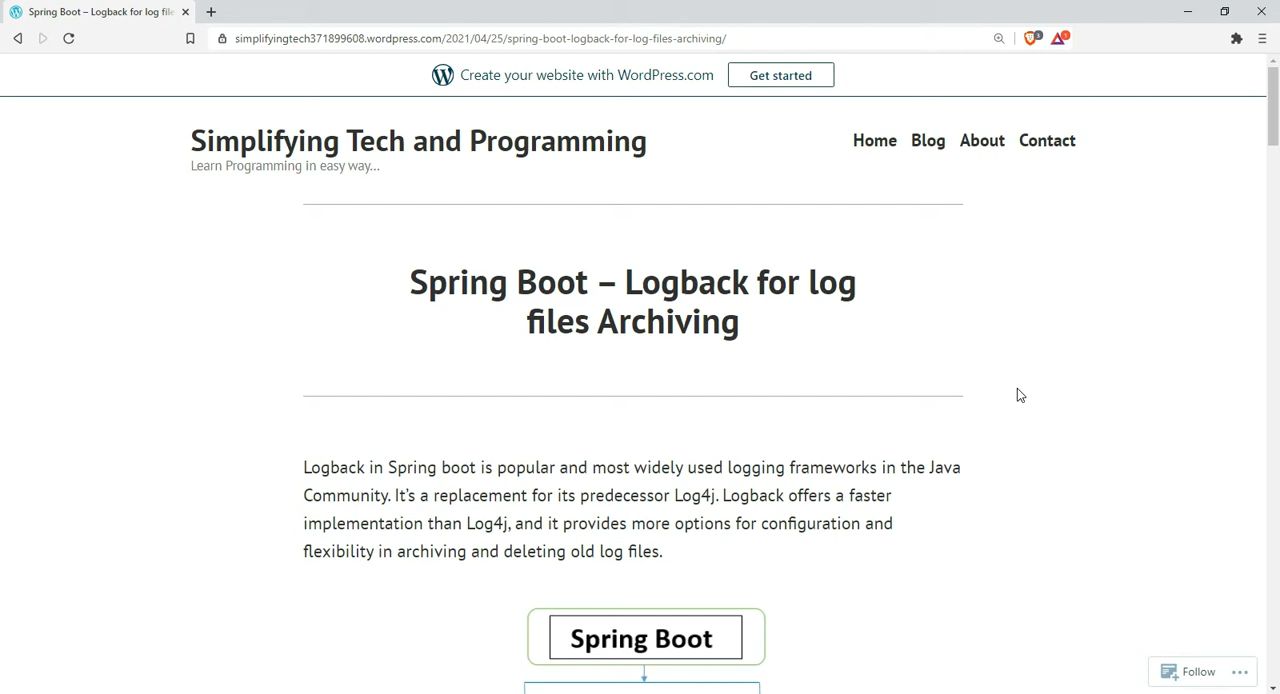 Spring Boot – Logback for log file
simplifyingtech371899608.wordpress.com/2021/04/25/spring-boot-logback-for-log-files-archiving/
Create your website with WordPress.com
Get started
Simplifying Tech and Programming
Home Blog About Contact
Learn Programming in easy way...
Spring Boot – Logback for log
files Archiving
Logback in Spring boot is popular and most widely used logging frameworks in the Java
Community. It's a replacement for its predecessor Log4j. Logback offers a faster
implementation than Log4j, and it provides more options for configuration and
flexibility in archiving and deleting old log files.
Spring Boot
Follow